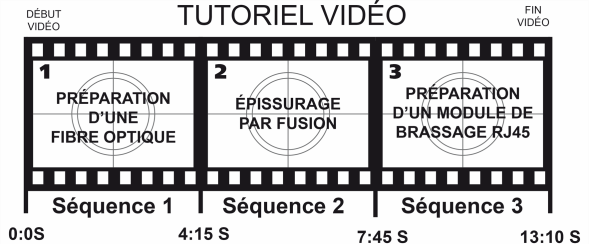 DÉBUT
VIDÉO
TUTORIEL VIDÉO
FIN
VIDÉO
1
PRÉPARATION
D'UNE
FIBRE OPTIQUE
2
ÉPISSURAGE
PAR FUSION
3
PRÉPARATION
D'UN MODULE DE
BRASSAGE RJ45
Séquence 1
Séquence 2
Séquence 3
0:0S
4:15 S
7:45 S
13:10 S